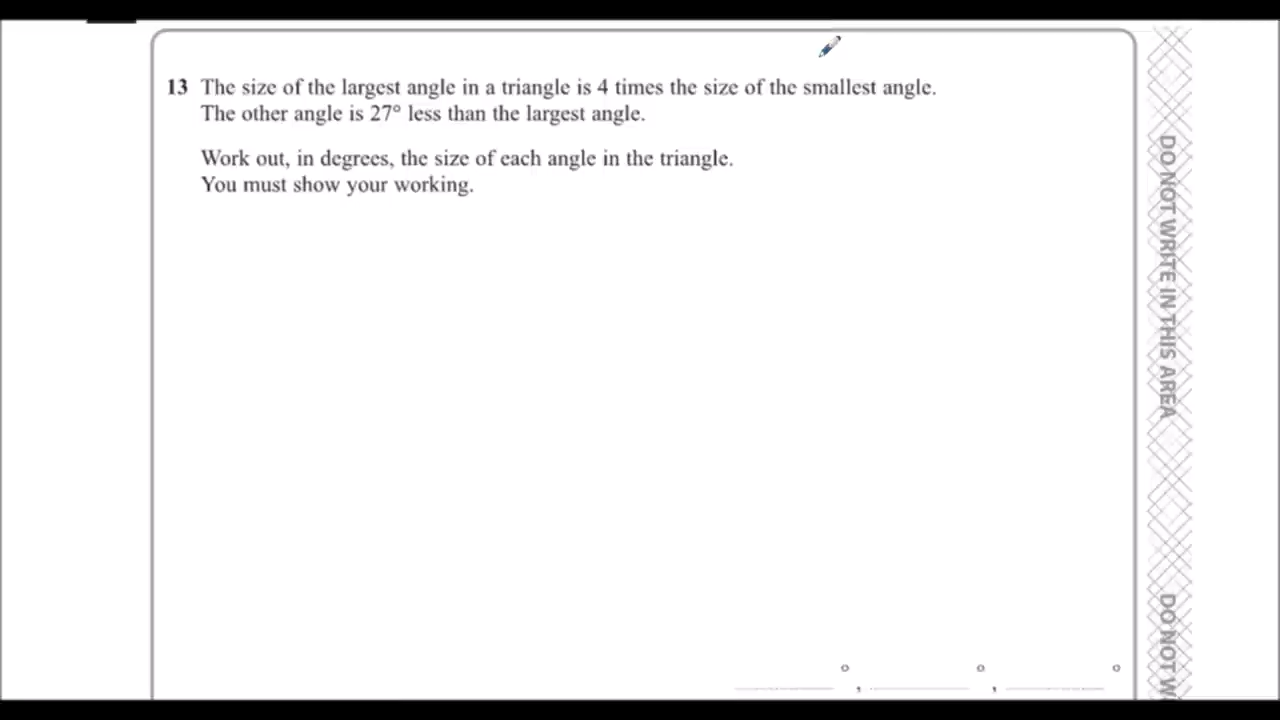 13 The size of the largest angle in a triangle is 4 times the size of the smallest angle.
The other angle is 27° less than the largest angle.
Work out, in degrees, the size of each angle in the triangle.
You must show your working.
DO NOT WRITE IN THIS AREA
DO NOT W
° , ° , °